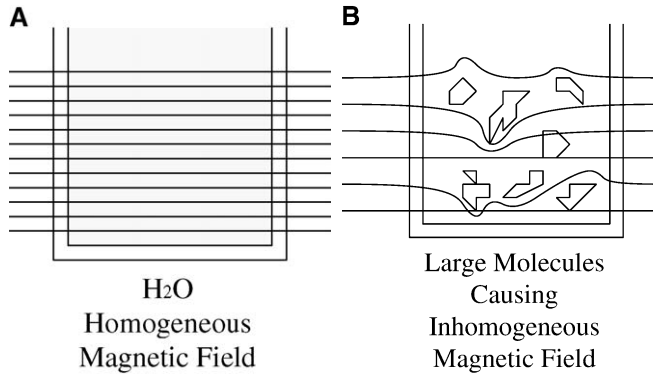 A
H2O
Homogeneous
Magnetic Field
B
Large Molecules
Causing
Inhomogeneous
Magnetic Field